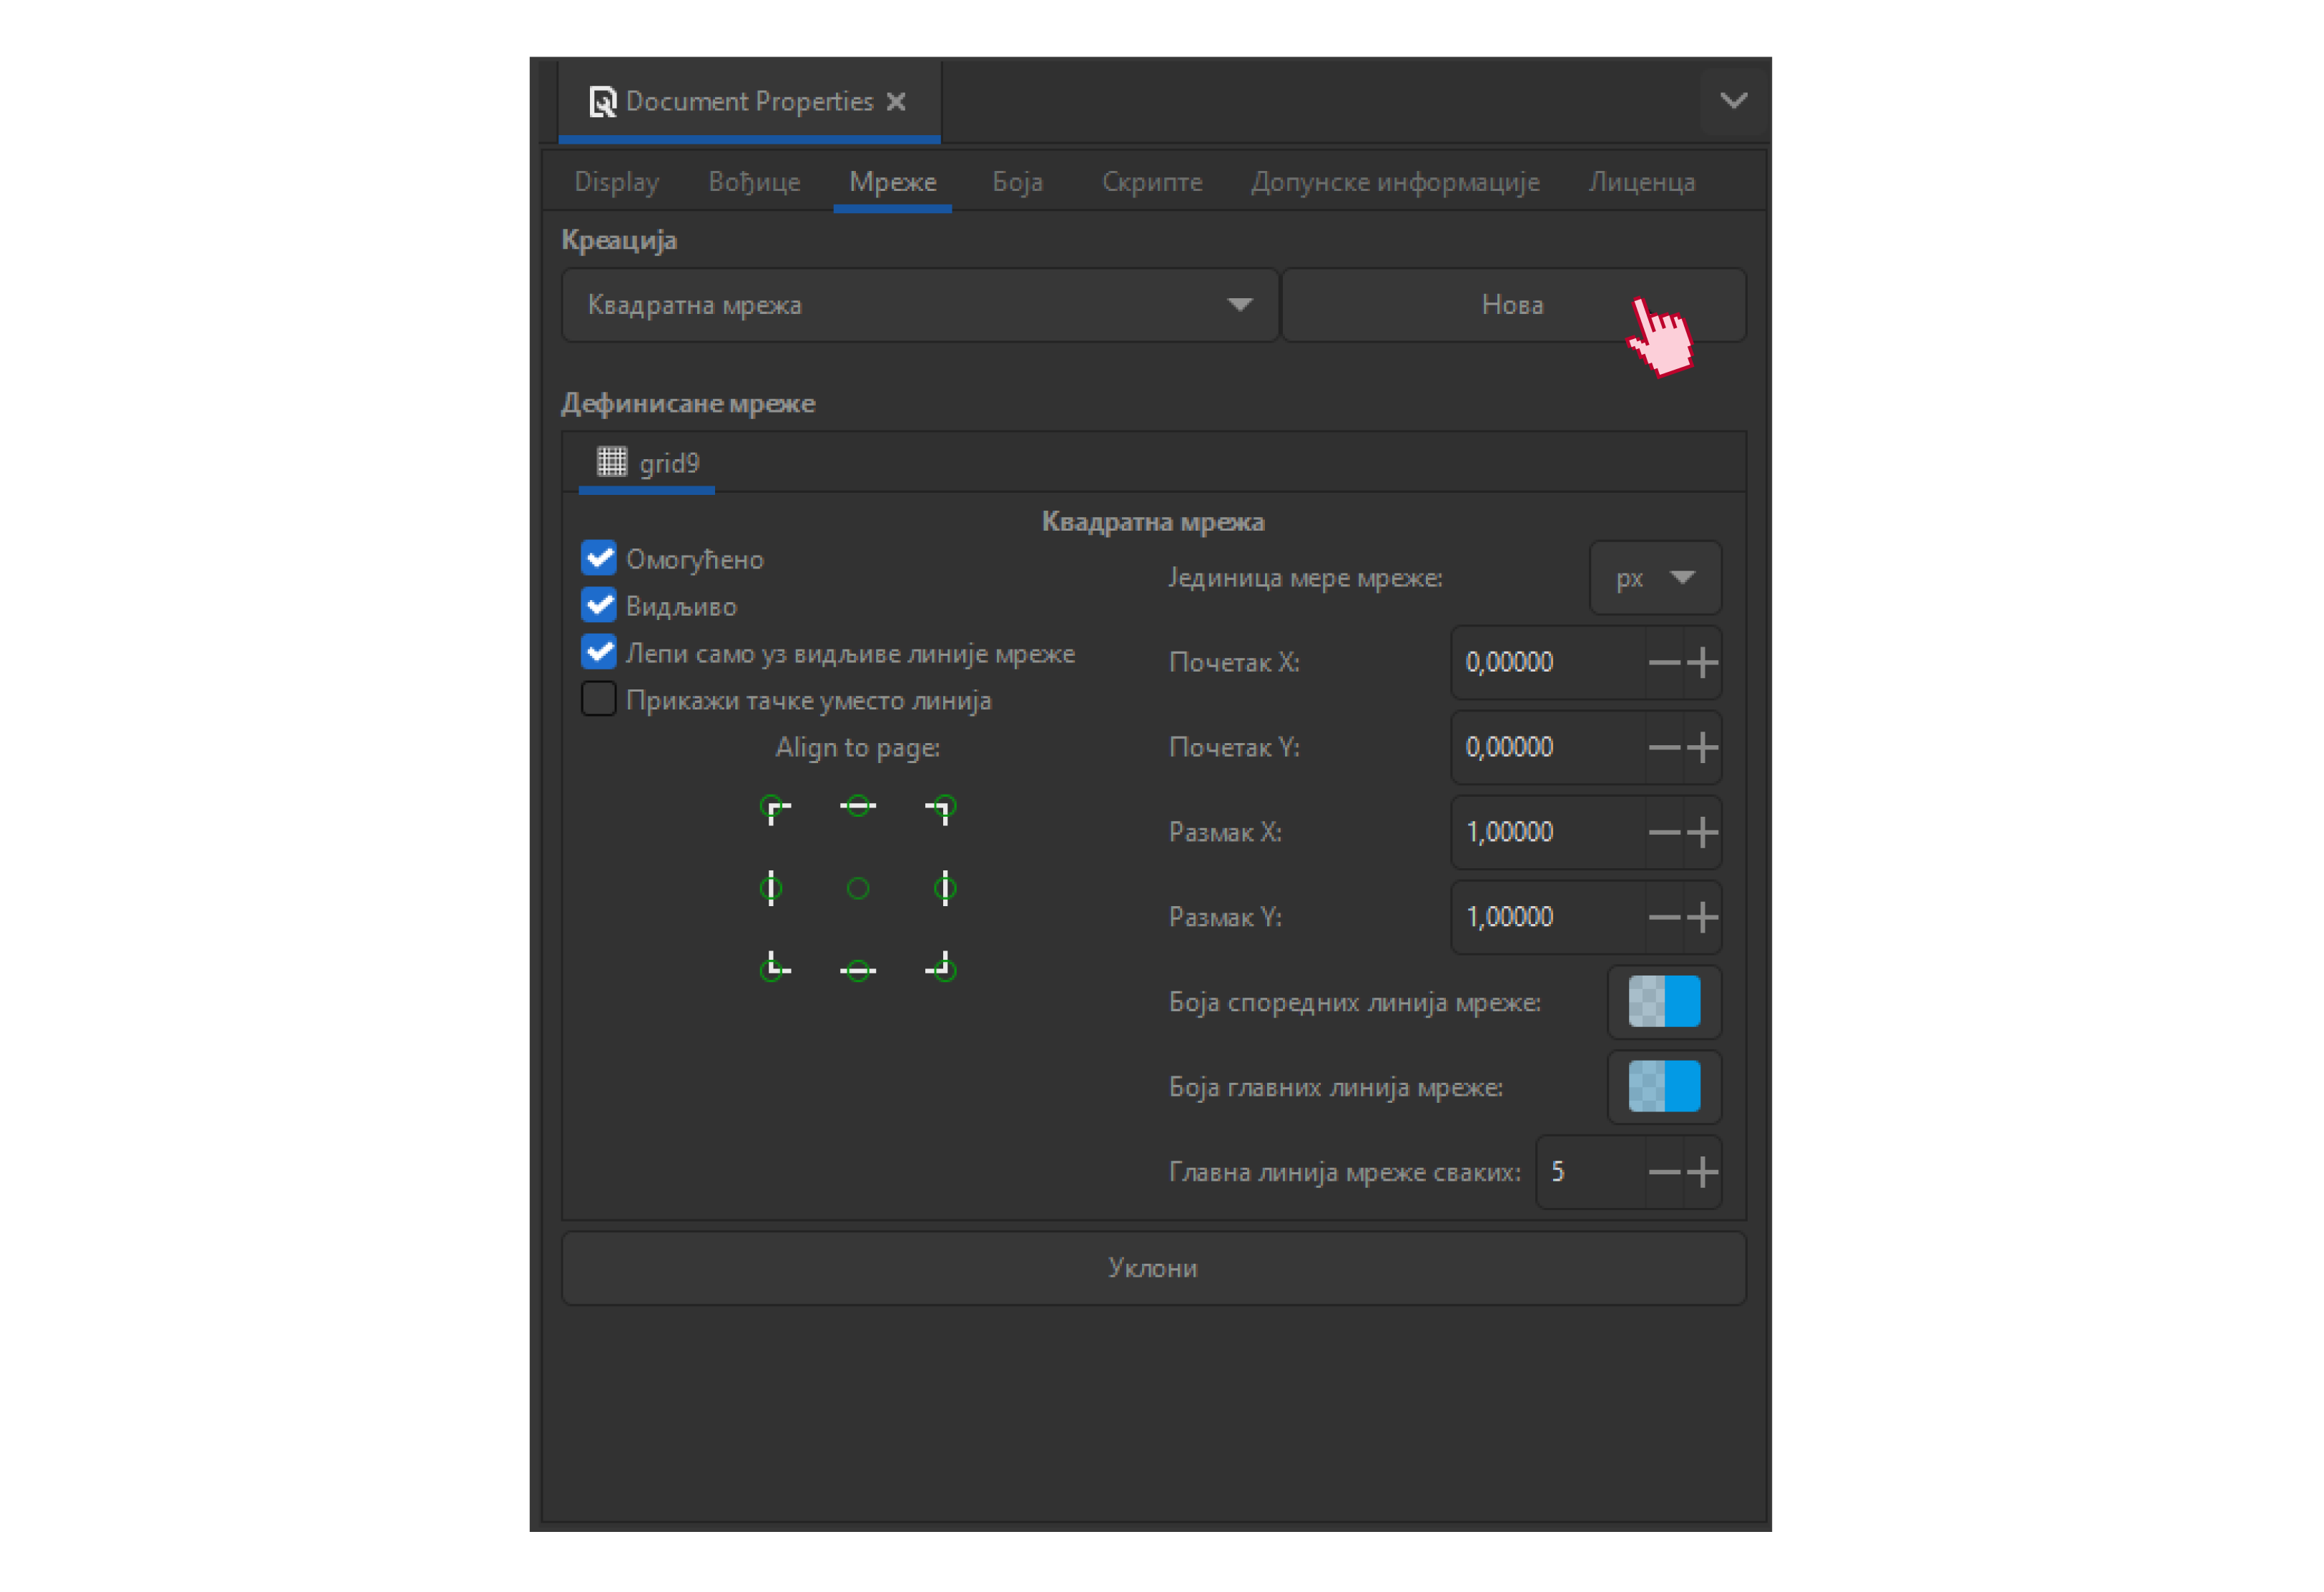 Document Properties
Display Вођице Мреже Боја Скрипте Допунске информације Лиценца
Креација
Квадратна мрежа Нова
Дефинисане мреже
grid9
Квадратна мрежа
Омогућено
Видљиво
Лепи само уз видљиве линије мреже
Прикажи тачке уместо линија
Align to page:
Јединица мере мреже: px
Почетак X: 0,00000
Почетак Y: 0,00000
Размак X: 1,00000
Размак Y: 1,00000
Боја споредних линија мреже:
Боја главних линија мреже:
Главна линија мреже сваких: 5
Уклони